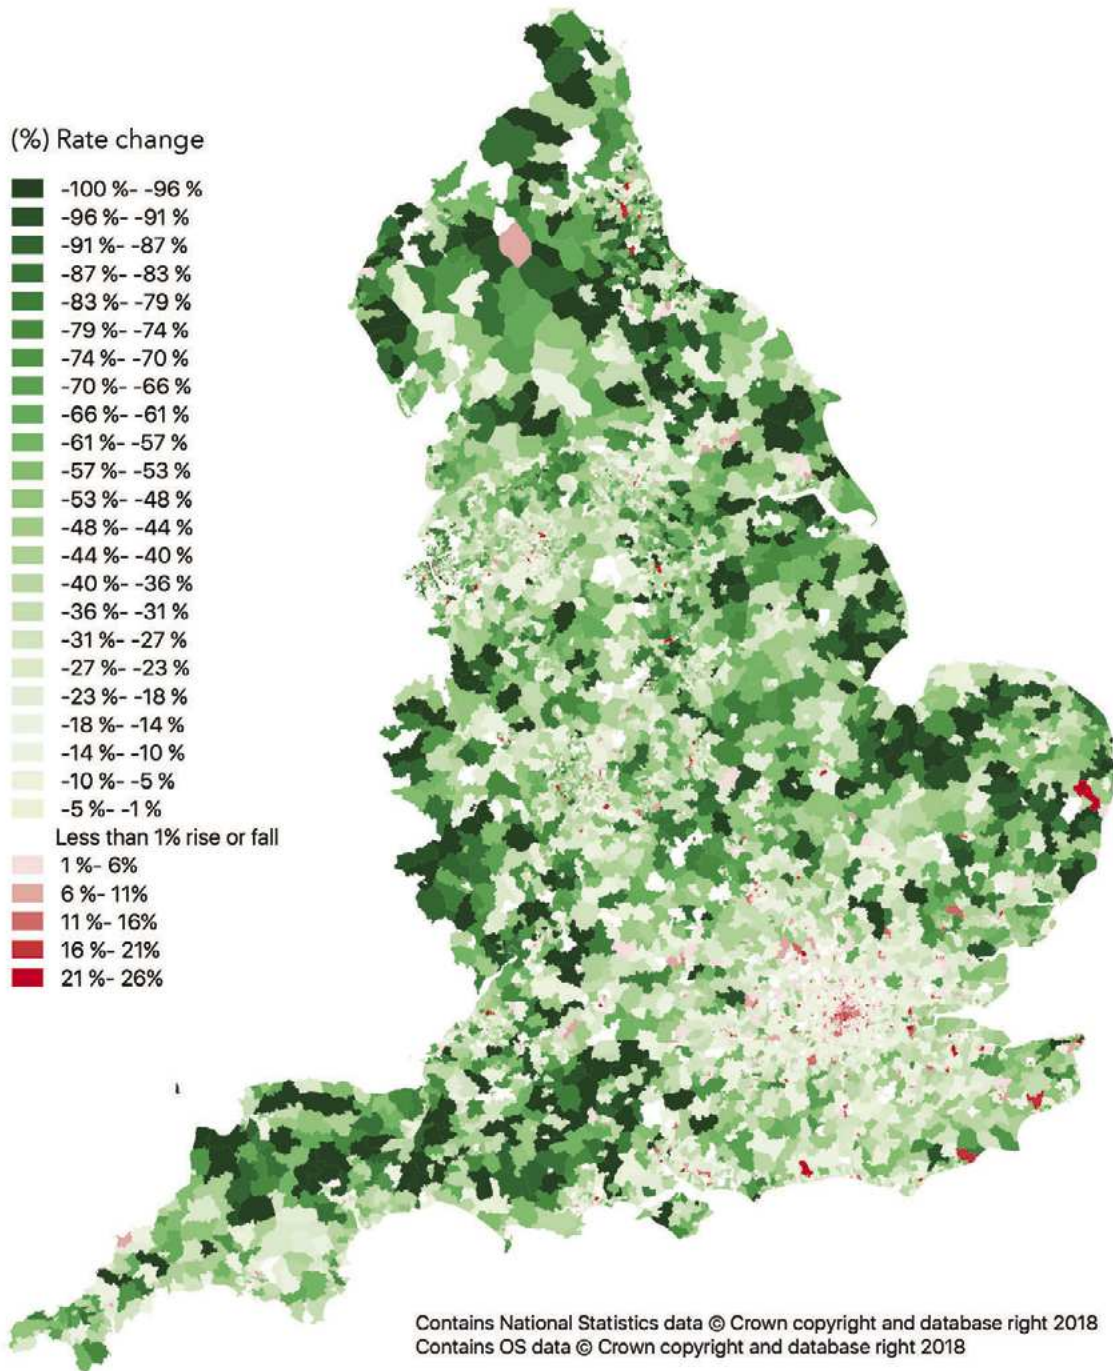 (%) Rate change
-100 %- -96 %
-96 %- -91 %
-91 %- -87 %
-87 %- -83 %
-83 %- -79 %
-79 %- -74 %
-74 %- -70 %
-70 %- -66 %
-66 %- -61 %
-61 %- -57 %
-57 %- -53 %
-53 %- -48 %
-48 %- -44 %
-44 %- -40 %
-40 %- -36 %
-36 %- -31 %
-31 %- -27 %
-27 %- -23 %
-23 %- -18 %
-18 %- -14 %
-14 %- -10 %
-10 %- -5 %
-5 %- -1 %
Less than 1% rise or fall
1 %- 6%
6 %- 11%
11 %- 16%
16 %- 21%
21 %- 26%
Contains National Statistics data © Crown copyright and database right 2018
Contains OS data © Crown copyright and database right 2018